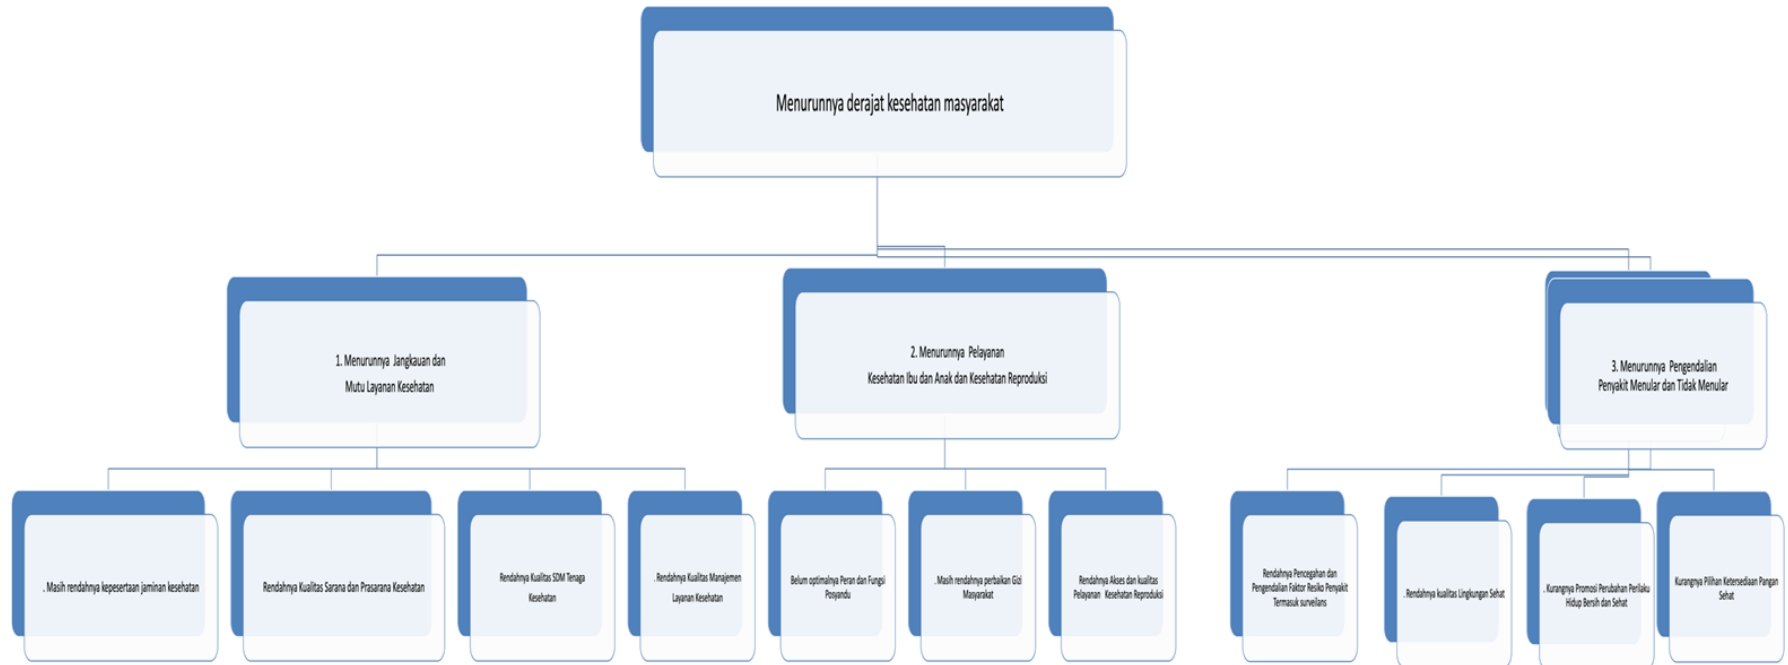 Menurunnya derajat kesehatan masyarakat
1. Menurunnya Jangkauan dan
Mutu Layanan Kesehatan
2. Menurunnya Pelayanan
Kesehatan Ibu dan Anak dan Kesehatan Reproduksi
3. Menurunnya Pengendalian
Penyakit Menular dan Tidak Menular
. Masih rendahnya kepesertaan jaminan kesehatan
Rendahnya Kualitas Sarana dan Prasarana Kesehatan
Rendahnya Kualitas SDM Tenaga
Kesehatan
. Rendahnya Kualitas Manajemen
Layanan Kesehatan
Belum optimalnya Peran dan Fungsi
Posyandu
. Masih rendahnya perbaikan Gizi
Masyarakat
Rendahnya Akses dan kualitas
Pelayanan Kesehatan Reproduksi
Rendahnya Pencegahan dan
Pengendalian Faktor Resiko Penyakit
Termasuk surveilans
. Rendahnya kualitas Lingkungan Sehat
. Kurangnya Promosi Perubahan Perilaku
Hidup Bersih dan Sehat
Kurangnya Pilihan Ketersediaan Pangan
Sehat